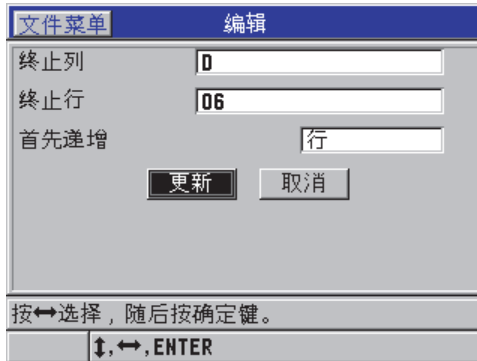 文件菜单 编辑
终止列 D
终止行 06
首先递增 行
更新 取消
按↔选择，随后按确定键。
↕,↔,ENTER